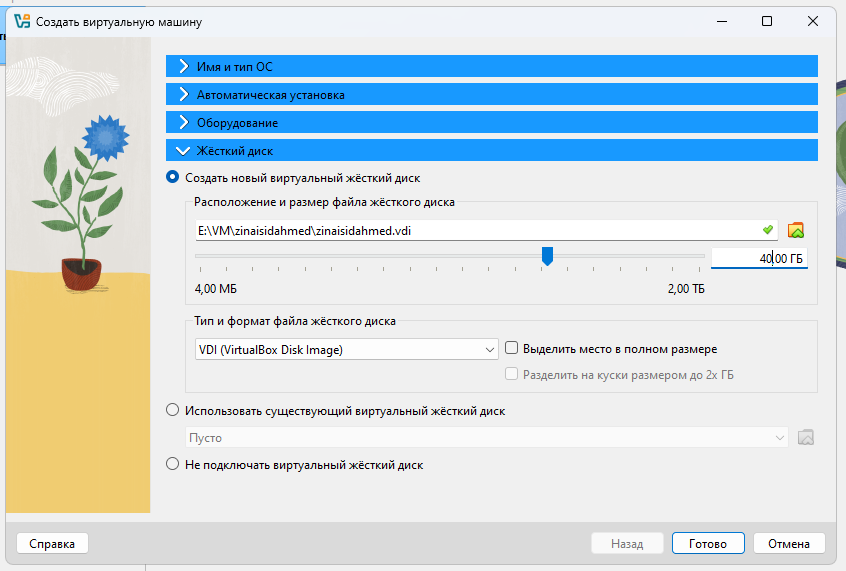 Создать виртуальную машину
Имя и тип ОС
Автоматическая установка
Оборудование
Жёсткий диск
Создать новый виртуальный жёсткий диск
Расположение и размер файла жёсткого диска
E:\VM\zinaisidahmed\zinaisidahmed.vdi
40,00 ГБ
4,00 МБ
2,00 ТБ
Тип и формат файла жёсткого диска
VDI (VirtualBox Disk Image)
Выделить место в полном размере
Разделить на куски размером до 2х ГБ
Использовать существующий виртуальный жёсткий диск
Пусто
Не подключать виртуальный жёсткий диск
Справка
Назад
Готово
Отмена